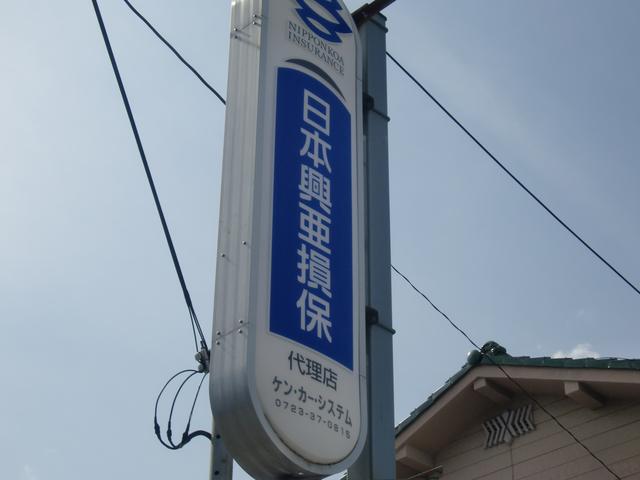 NIPPONKOA
INSURANCE
日本興亜損保
代理店
ケン・カー・システム
0723-37-0815